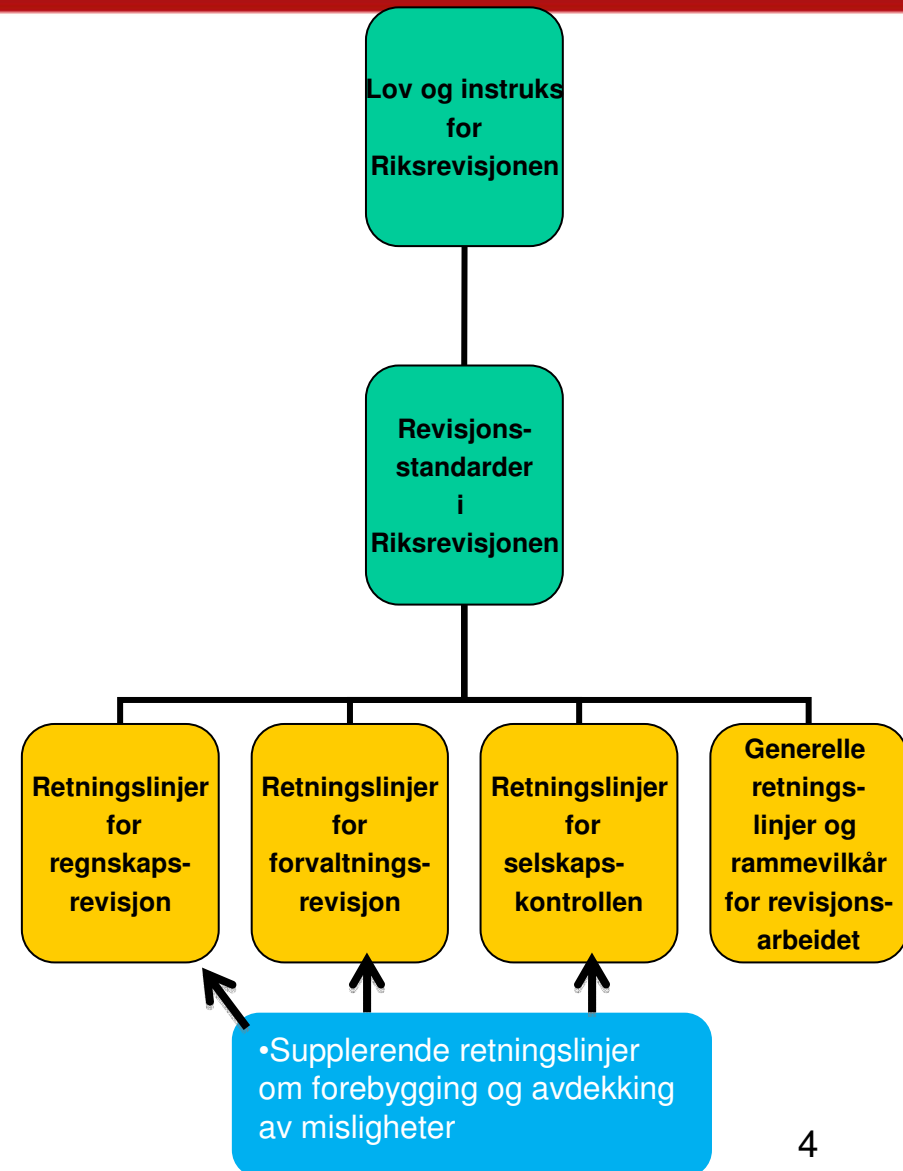 Lov og instruks
for
Riksrevisjonen
Revisjons-
standarder
i
Riksrevisjonen
Retningslinjer
for
regnskaps-
revisjon
Retningslinjer
for
forvaltnings-
revisjon
Retningslinjer
for
selskaps-
kontrollen
Generelle
retnings-
linjer og
rammevilkår
for revisjons-
arbeidet
•Supplerende retningslinjer
om forebygging og avdekking
av misligheter
4